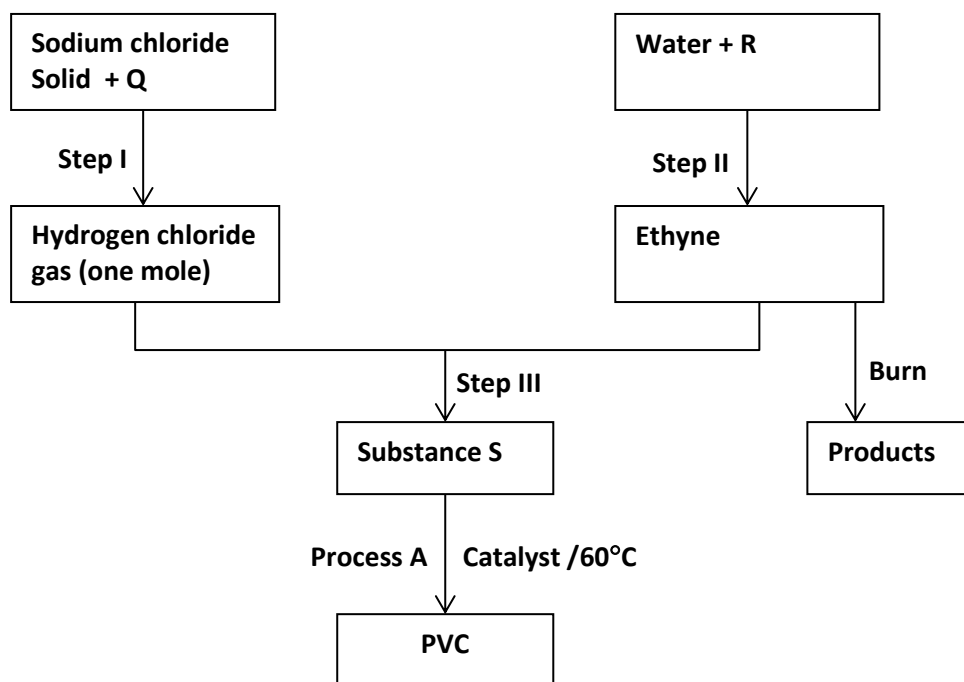 Sodium chloride
Solid + Q
Water + R
Step I
Step II
Hydrogen chloride
gas (one mole)
Ethyne
Step III
Burn
Substance S
Products
Process A
Catalyst /60°C
PVC